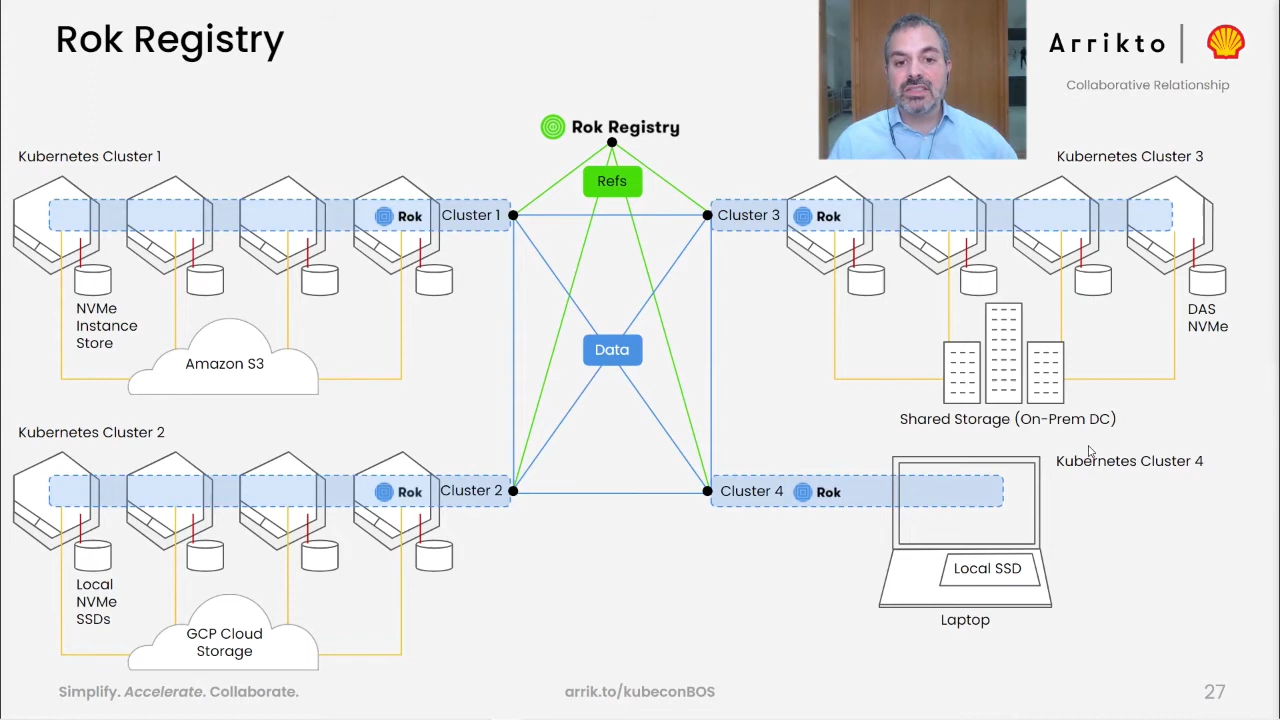 Rok Registry
Arrikto
Collaborative Relationship
Rok Registry
Kubernetes Cluster 1
Kubernetes Cluster 3
Refs
Rok
Cluster 1
Cluster 3
Rok
NVMe
Instance
Store
Amazon S3
DAS
NVMe
Data
Shared Storage (On-Prem DC)
Kubernetes Cluster 2
Kubernetes Cluster 4
Rok
Cluster 2
Cluster 4
Rok
Local
NVMe
SSDs
GCP Cloud
Storage
Local SSD
Laptop
Simplify. Accelerate. Collaborate.
arrik.to/kubeconBOS
27